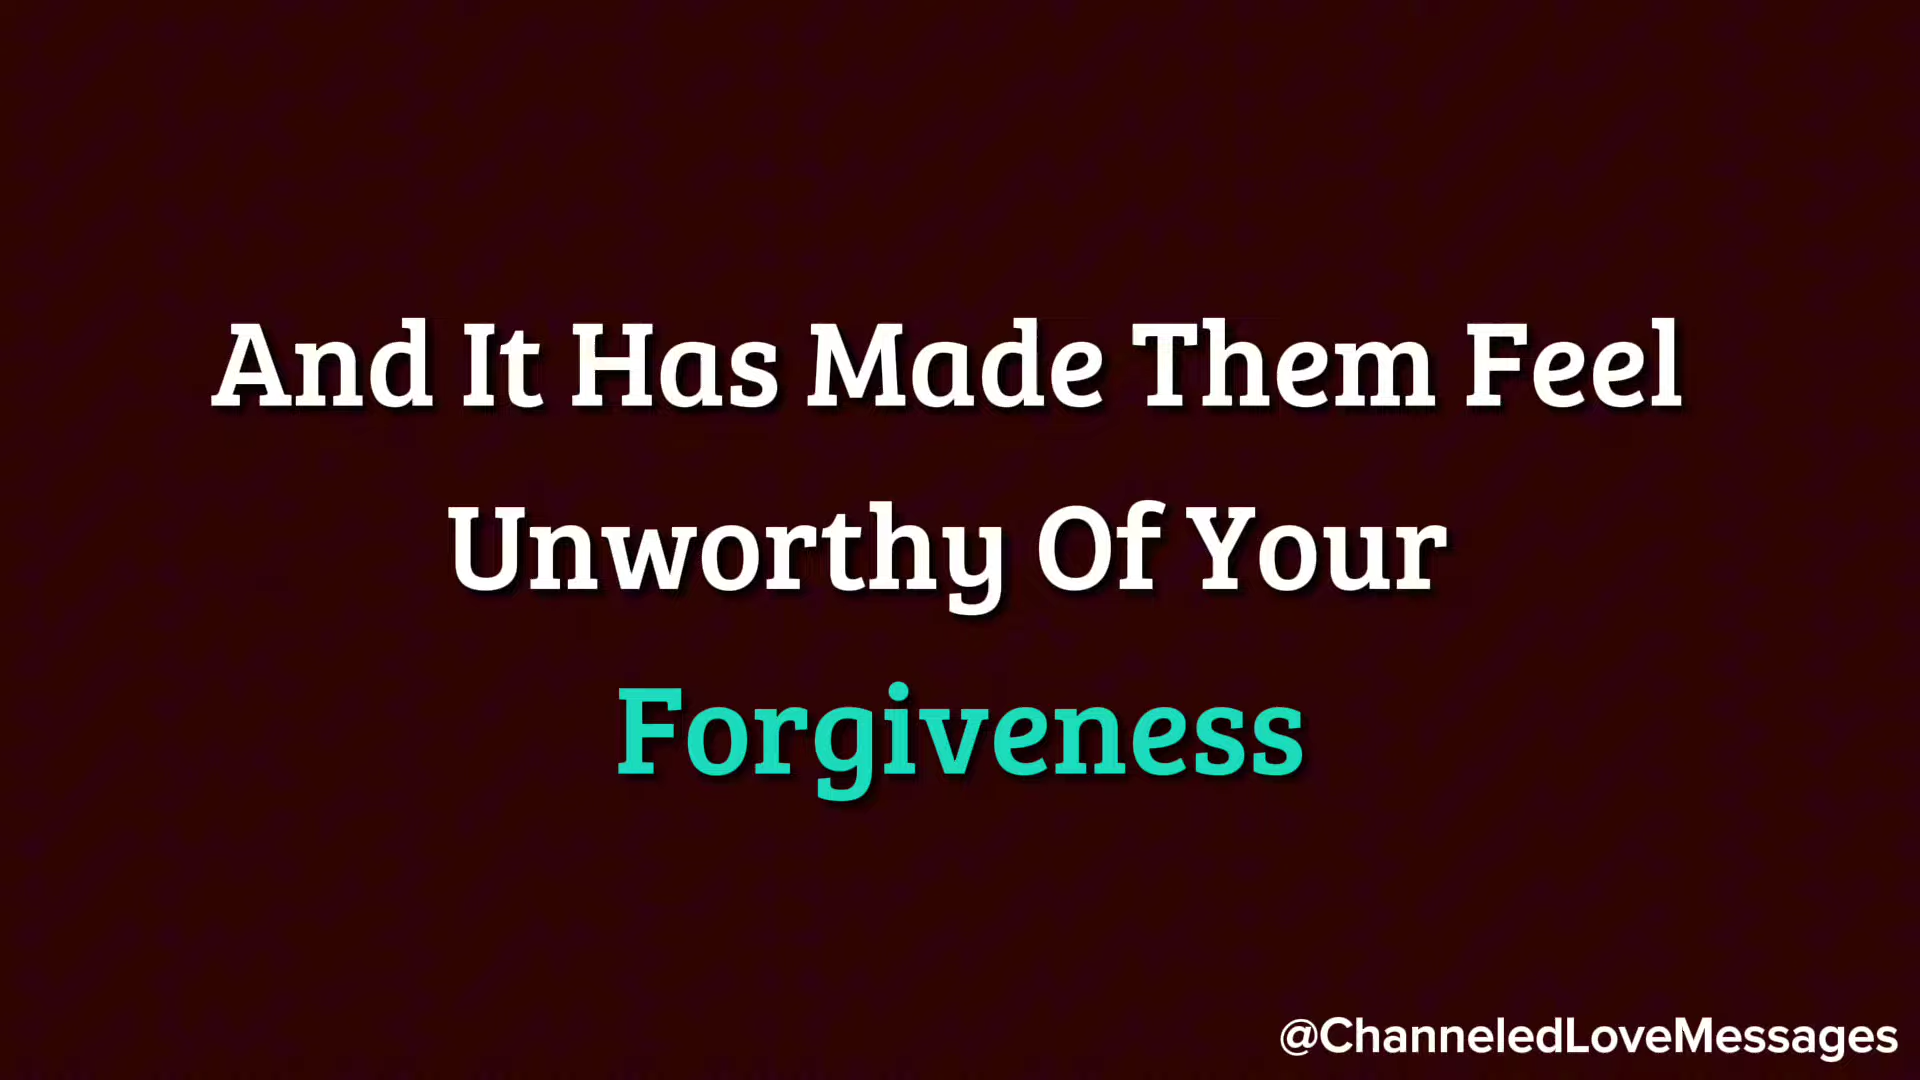 And It Has Made Them Feel
Unworthy Of Your
Forgiveness
@ChanneledLoveMessages